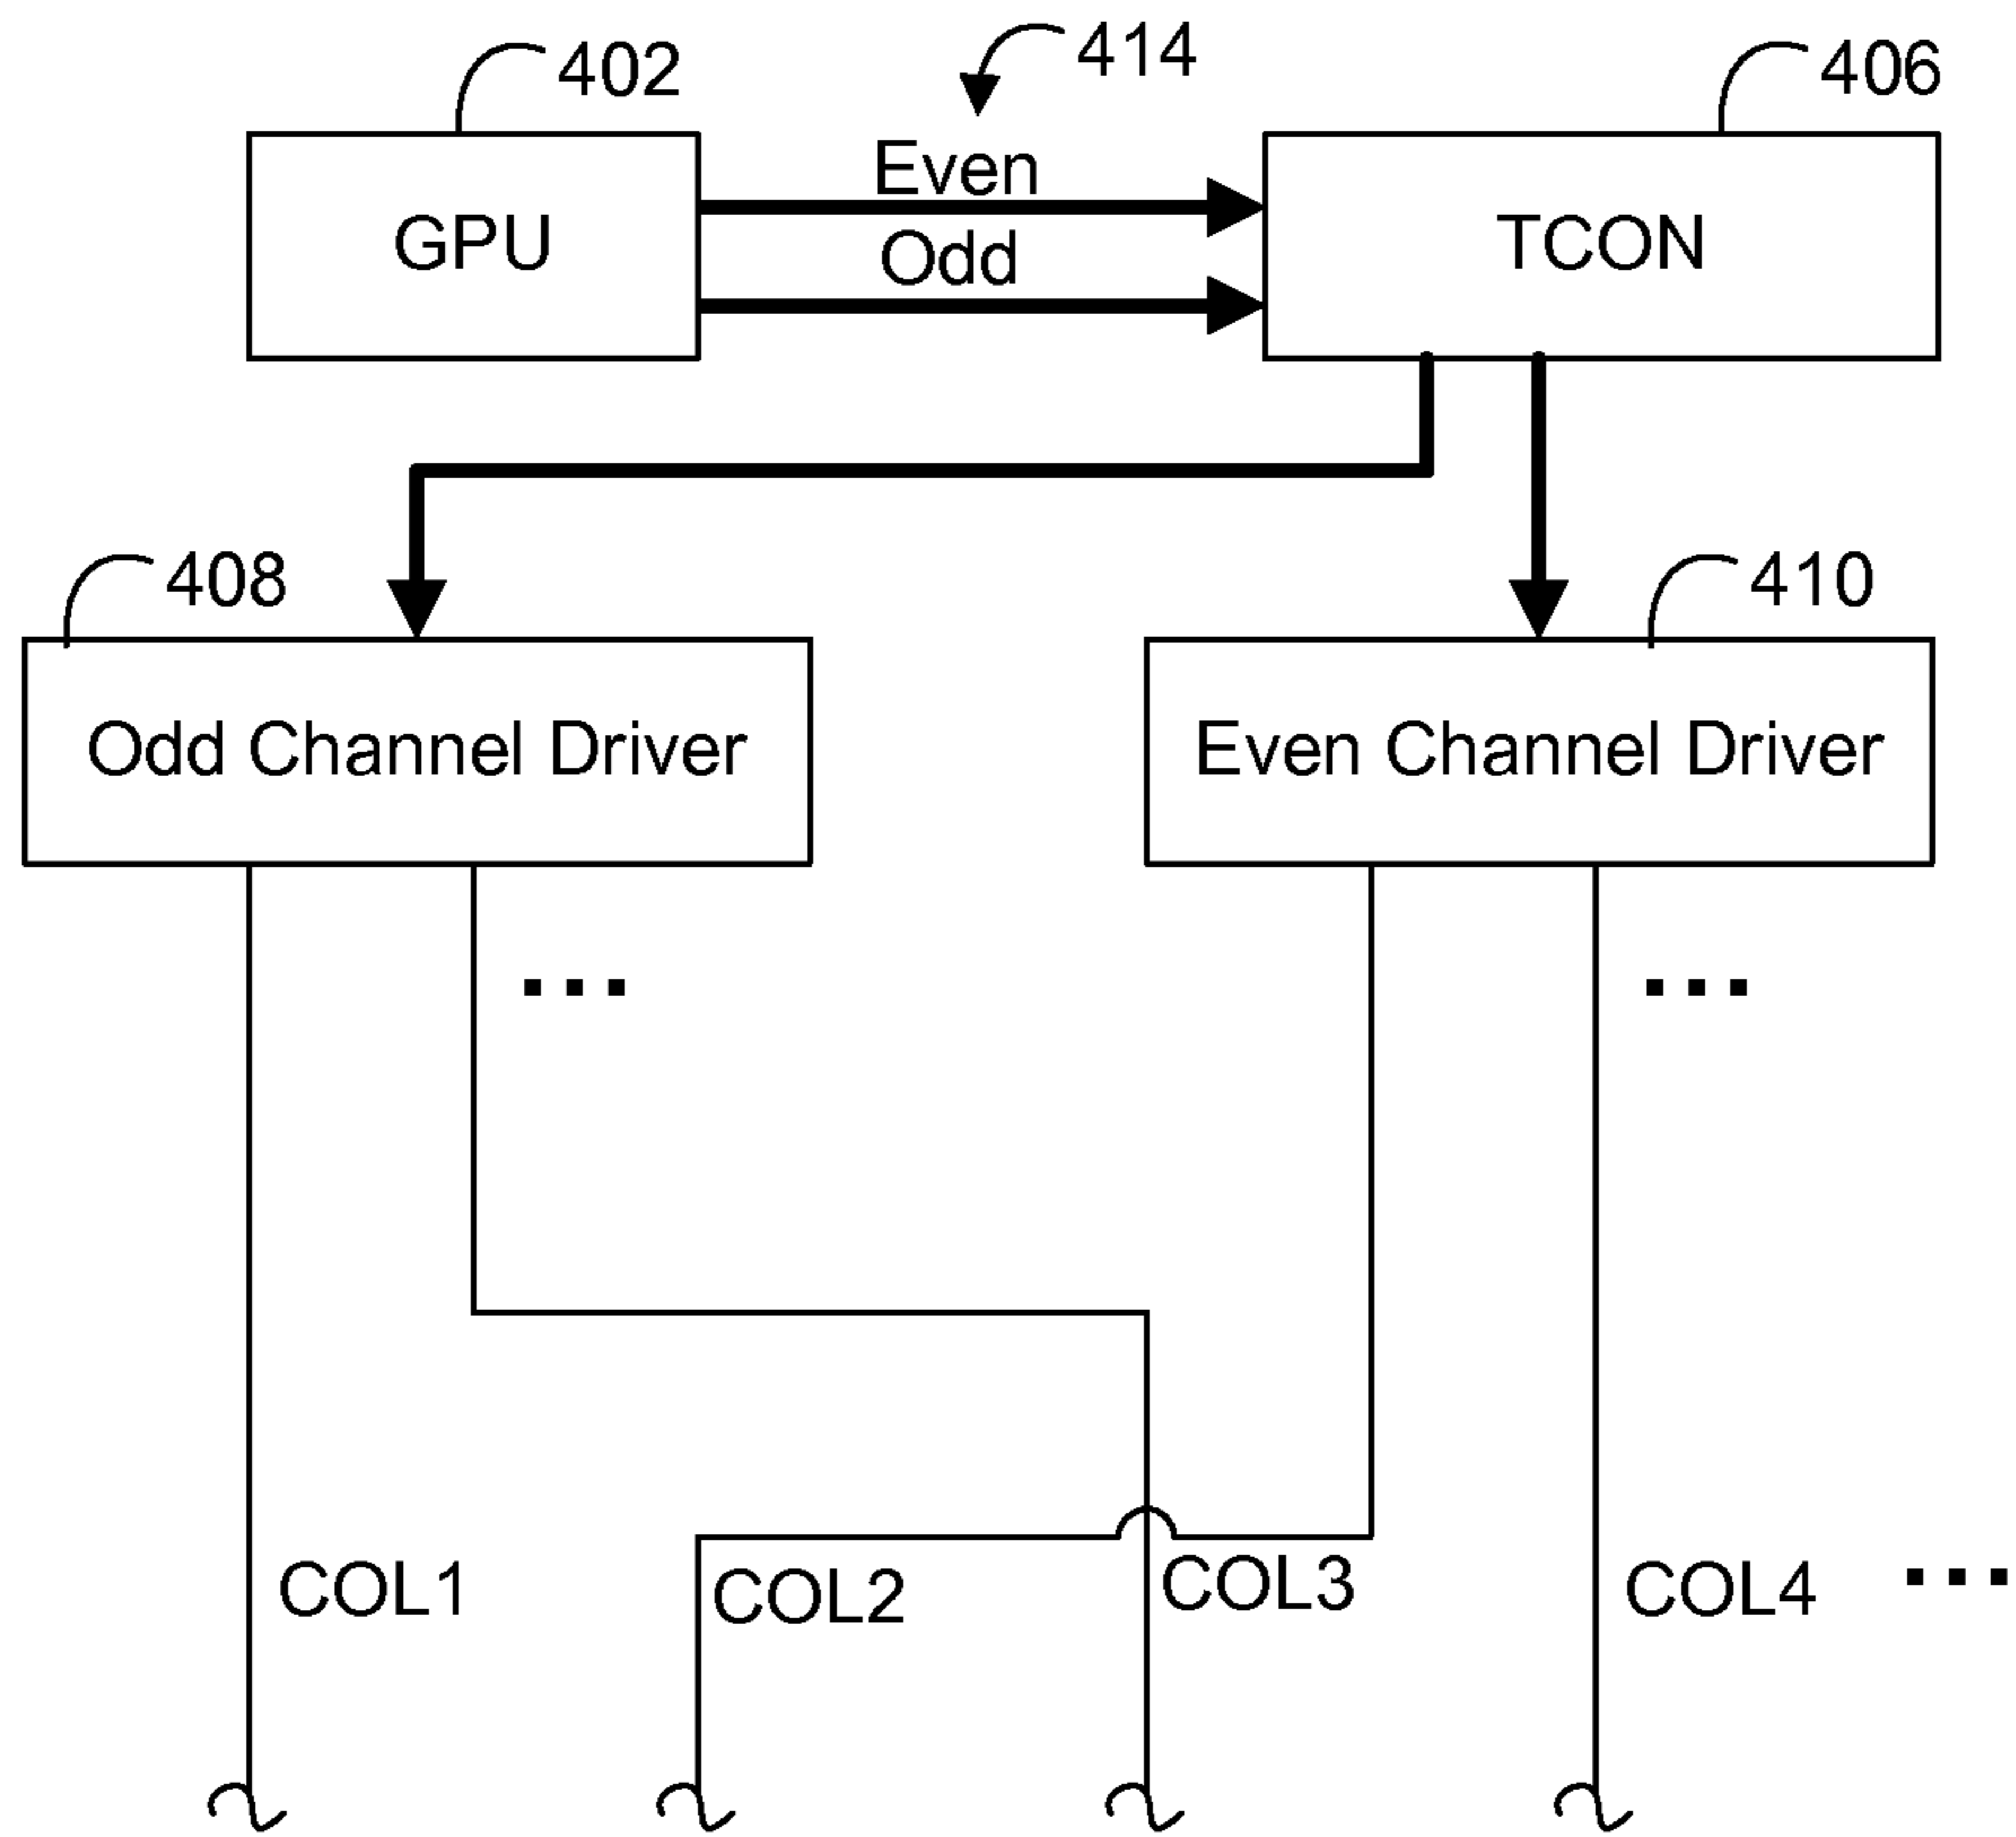 414
402
406
Even
GPU
TCON
Odd
408
410
Odd Channel Driver
Even Channel Driver
...
...
COL1
COL2
COL3
COL4
...